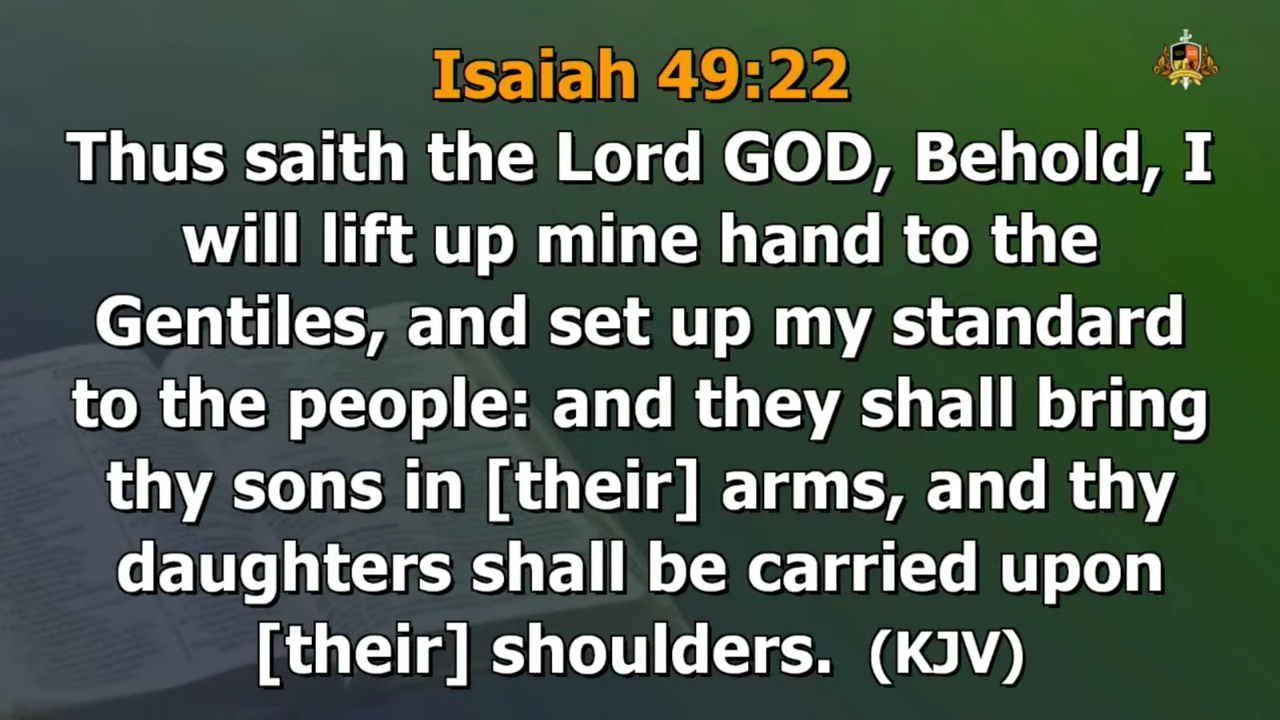 Isaiah 49:22
Thus saith the Lord GOD, Behold, I
will lift up mine hand to the
Gentiles, and set up my standard
to the people: and they shall bring
thy sons in [their] arms, and thy
daughters shall be carried upon
[their] shoulders. (KJV)